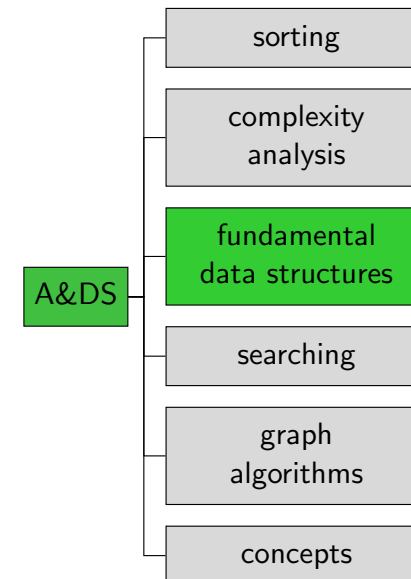 sorting
complexity
analysis
fundamental
data structures
A&DS
searching
graph
algorithms
concepts